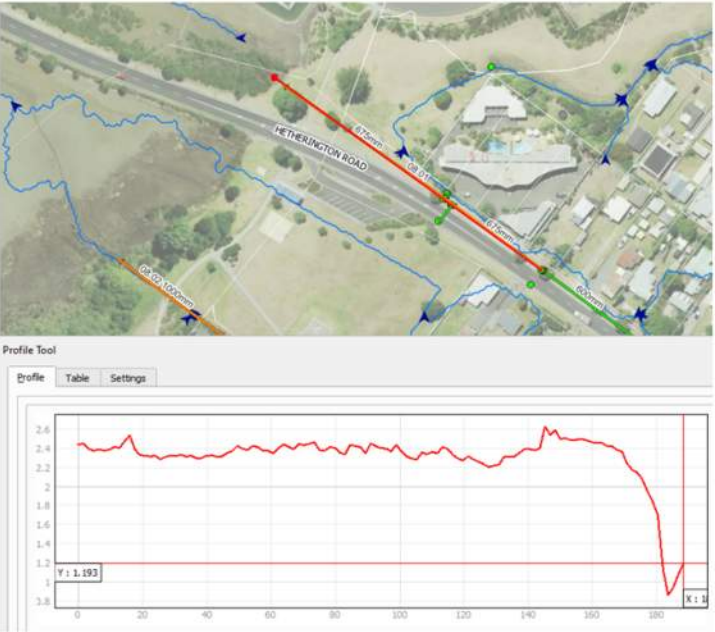 675mm
HETHERINGTON ROAD
08.01
675mm
08.02 1000mm
600mm
Profile Tool
Profile Table Settings
2.6
2.4
2.2
2
1.8
1.6
1.4
1.2
Y : 1.193
1
X : 1
3.8
0 20 40 60 80 100 120 140 160 180